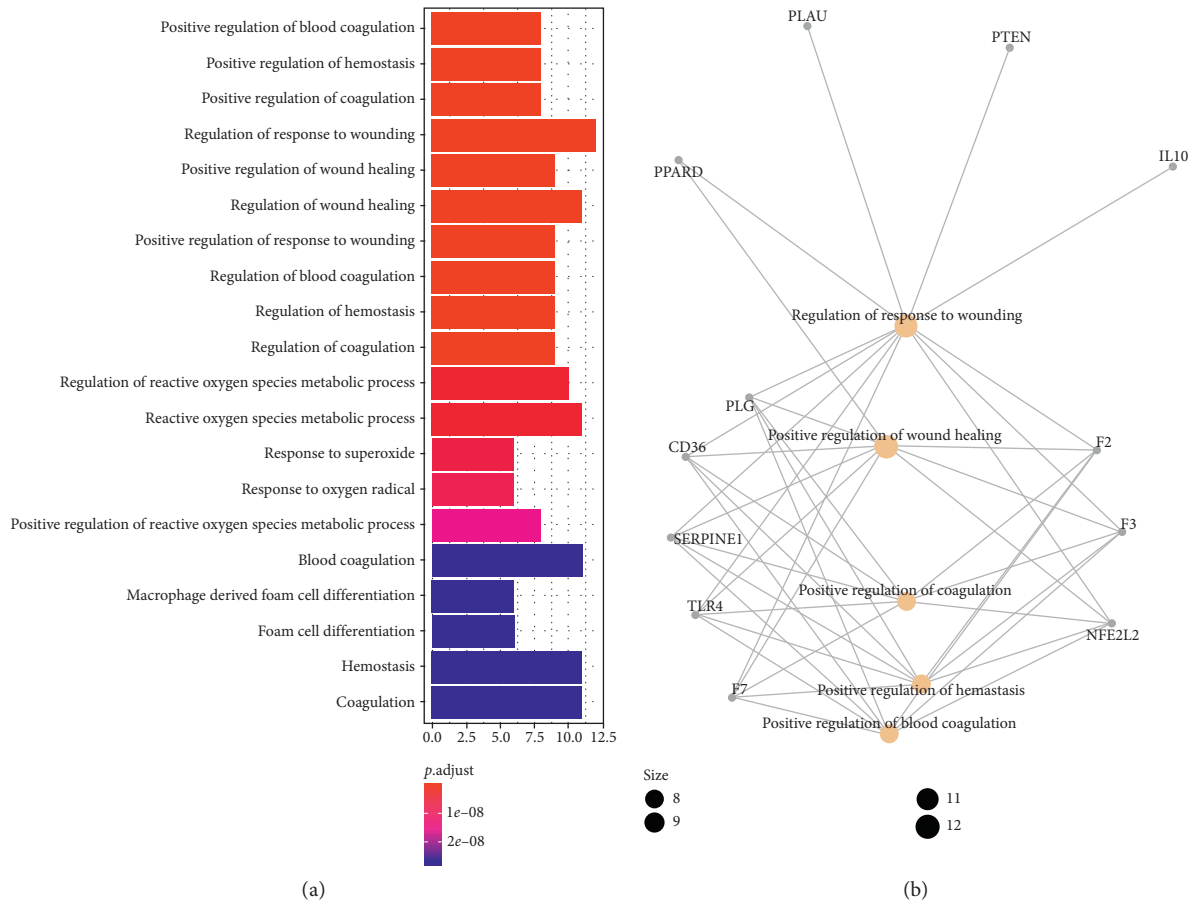 Positive regulation of blood coagulation
Positive regulation of hemostasis
Positive regulation of coagulation
Regulation of response to wounding
Positive regulation of wound healing
Regulation of wound healing
Positive regulation of response to wounding
Regulation of blood coagulation
Regulation of hemostasis
Regulation of coagulation
Regulation of reactive oxygen species metabolic process
Reactive oxygen species metabolic process
Response to superoxide
Response to oxygen radical
Positive regulation of reactive oxygen species metabolic process
Blood coagulation
Macrophage derived foam cell differentiation
Foam cell differentiation
Hemostasis
Coagulation
0.0 2.5 5.0 7.5 10.0 12.5
p.adjust
1e–08
2e–08
(a)
PLAU
PTEN
IL10
PPARD
Regulation of response to wounding
PLG
Positive regulation of wound healing
CD36
F2
F3
SERPINE1
Positive regulation of coagulation
TLR4
NFE2L2
F7
Positive regulation of hemastasis
Positive regulation of blood coagulation
Size
8
9
11
12
(b)